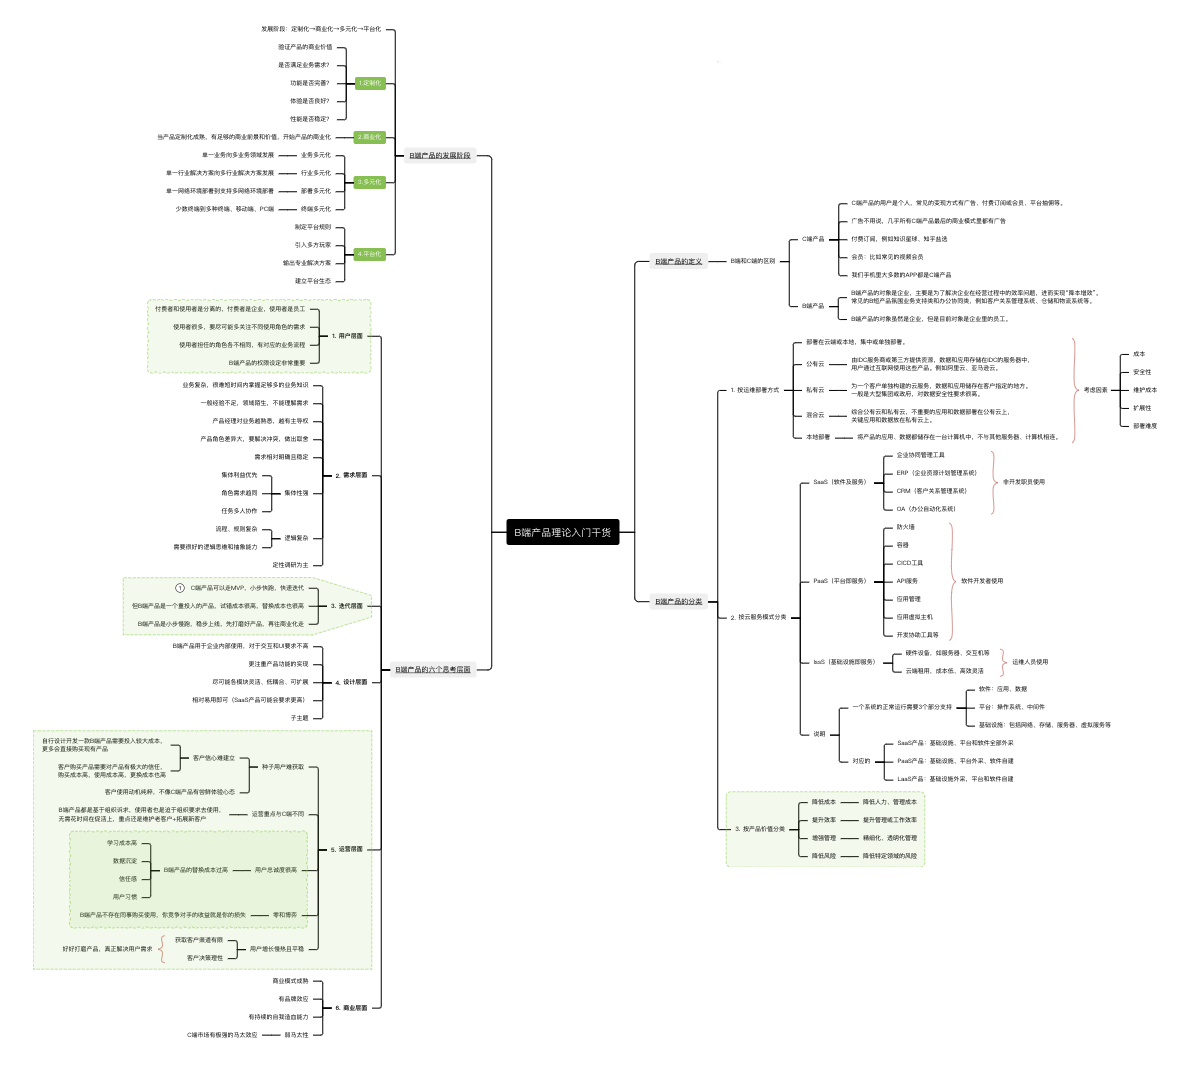 B端产品理论入门干货
B端产品的定义
B端和C端的区别
C端产品
C端产品的用户是个人，常见的变现方式有广告、付费订阅或会员、平台抽佣等。
广告不用说，几乎所有C端产品最后的商业模式里都有广告
付费订阅，例如知识星球、知乎盐选
会员：比如常见的视频会员
我们手机里大多数的APP都是C端产品
B端产品
B端产品的对象是企业，主要是为了解决企业在经营过程中的效率问题，进而实现“降本增效”。
常见的B短产品氛围业务支持类和办公协同类，例如客户关系管理系统、仓储和物流系统等。
B端产品的对象虽然是企业，但是目前对象是企业里的员工。
B端产品的分类
1. 按运维部署方式
部署在云端或本地，集中或单独部署。
公有云
由IDC服务商或第三方提供资源，数据和应用存储在IDC的服务器中，
用户通过互联网使用这些产品，例如阿里云、亚马逊云。
私有云
为一个客户单独构建的云服务，数据和应用储存在客户指定的地方。
一般是大型集团或政府，对数据安全性要求很高。
混合云
综合公有云和私有云，不重要的应用和数据部署在公有云上，
关键应用和数据放在私有云上。
本地部署
将产品的应用、数据都储存在一台计算机中，不与其他服务器、计算机相连。
考虑因素
成本
安全性
维护成本
扩展性
部署难度
2. 按云服务模式分类
SaaS（软件及服务）
企业协同管理工具
ERP（企业资源计划管理系统）
CRM（客户关系管理系统）
OA（办公自动化系统）
非开发职员使用
PaaS（平台即服务）
防火墙
容器
CICD工具
API服务
应用管理
应用虚拟主机
开发协助工具等
软件开发者使用
IssS（基础设施即服务）
硬件设备，如服务器、交互机等
云端租用，成本低，高效灵活
运维人员使用
说明
一个系统的正常运行需要3个部分支持
软件：应用、数据
平台：操作系统、中间件
基础设施：包括网络、存储、服务器、虚拟服务等
对应的
SaaS产品：基础设施、平台和软件全部外采
PaaS产品：基础设施、平台外采、软件自建
LaaS产品：基础设施外采，平台和软件自建
3. 按产品价值分类
降低成本
降低人力、管理成本
提升效率
提升管理或工作效率
增强管理
精细化、透明化管理
降低风险
降低特定领域的风险
B端产品的发展阶段
发展阶段：定制化→商业化→多元化→平台化
1.定制化
验证产品的商业价值
是否满足业务需求?
功能是否完善?
体验是否良好?
性能是否稳定?
2.商业化
当产品定制化成熟，有足够的商业前景和价值，开始产品的商业化
3.多元化
业务多元化
单一业务向多业务领域发展
行业多元化
单一行业解决方案向多行业解决方案发展
部署多元化
单一网络环境部署到支持多网络环境部署
终端多元化
少数终端到多种终端，移动端、PC端
4.平台化
制定平台规则
引入多方玩家
输出专业解决方案
建立平台生态
B端产品的六个思考层面
1. 用户层面
付费者和使用者是分离的，付费者是企业，使用者是员工
使用者很多，要尽可能多关注不同使用角色的需求
使用者担任的角色各不相同，有对应的业务流程
B端产品的权限设定非常重要
2. 需求层面
业务复杂，很难短时间内掌握足够多的业务知识
一般经验不足，领域陌生，不能理解需求
产品经理对业务越熟悉，越有主导权
产品角色差异大，要解决冲突，做出取舍
需求相对明确且稳定
集体性强
集体利益优先
角色需求趋同
任务多人协作
逻辑复杂
流程、规则复杂
需要很好的逻辑思维和抽象能力
定性调研为主
3. 迭代层面
1
C端产品可以走MVP，小步快跑，快速迭代
但B端产品是一个重投入的产品，试错成本很高，替换成本也很高
B端产品是小步慢跑，稳步上线，先打磨好产品，再往商业化走
4. 设计层面
B端产品用于企业内部使用，对于交互和UI要求不高
更注重产品功能的实现
尽可能各模块灵活、低耦合、可扩展
相对易用即可（SaaS产品可能会要求更高）
子主题
5. 运营层面
种子用户难获取
客户信心难建立
自行设计开发一款B端产品需要投入较大成本，
更多会直接购买现有产品
客户购买产品需要对产品有极大的信任，
购买成本高，使用成本高，更换成本也高
客户使用动机纯粹，不像C端产品有尝鲜体验心态
运营重点与C端不同
B端产品都是基于组织诉求，使用者也是迫于组织要求去使用，
无需花时间在促活上，重点还是维护老客户+拓展新客户
用户忠诚度很高
B端产品的替换成本过高
学习成本高
数据沉淀
信任感
用户习惯
零和博弈
B端产品不存在同事购买使用，你竞争对手的收益就是你的损失
用户增长慢热且平稳
获取客户渠道有限
客户决策理性
好好打磨产品，真正解决用户需求
6. 商业层面
商业模式成熟
有品牌效应
有持续的自我造血能力
弱马太性
C端市场有极强的马太效应